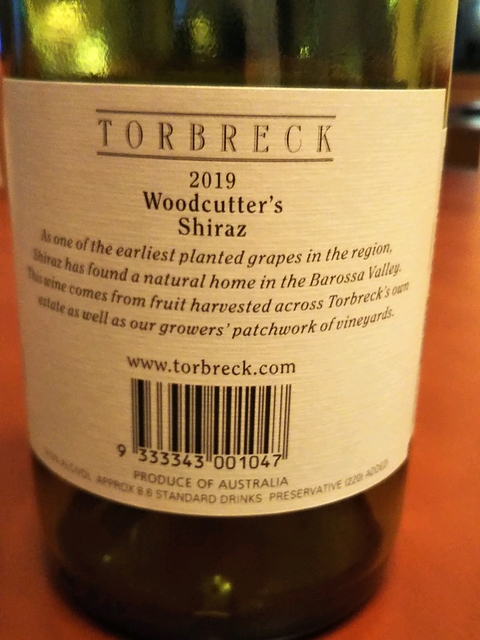 TORBRECK
2019
Woodcutter's
Shiraz
As one of the earliest planted grapes in the region,
Shiraz has found a natural home in the Barossa Valley.
This wine comes from fruit harvested across Torbreck's own
estate as well as our growers' patchwork of vineyards.
www.torbreck.com
9 333343 001047
PRODUCE OF AUSTRALIA
ALCOHOL APPROX 8.6 STANDARD DRINKS PRESERVATIVE (220) ADDED